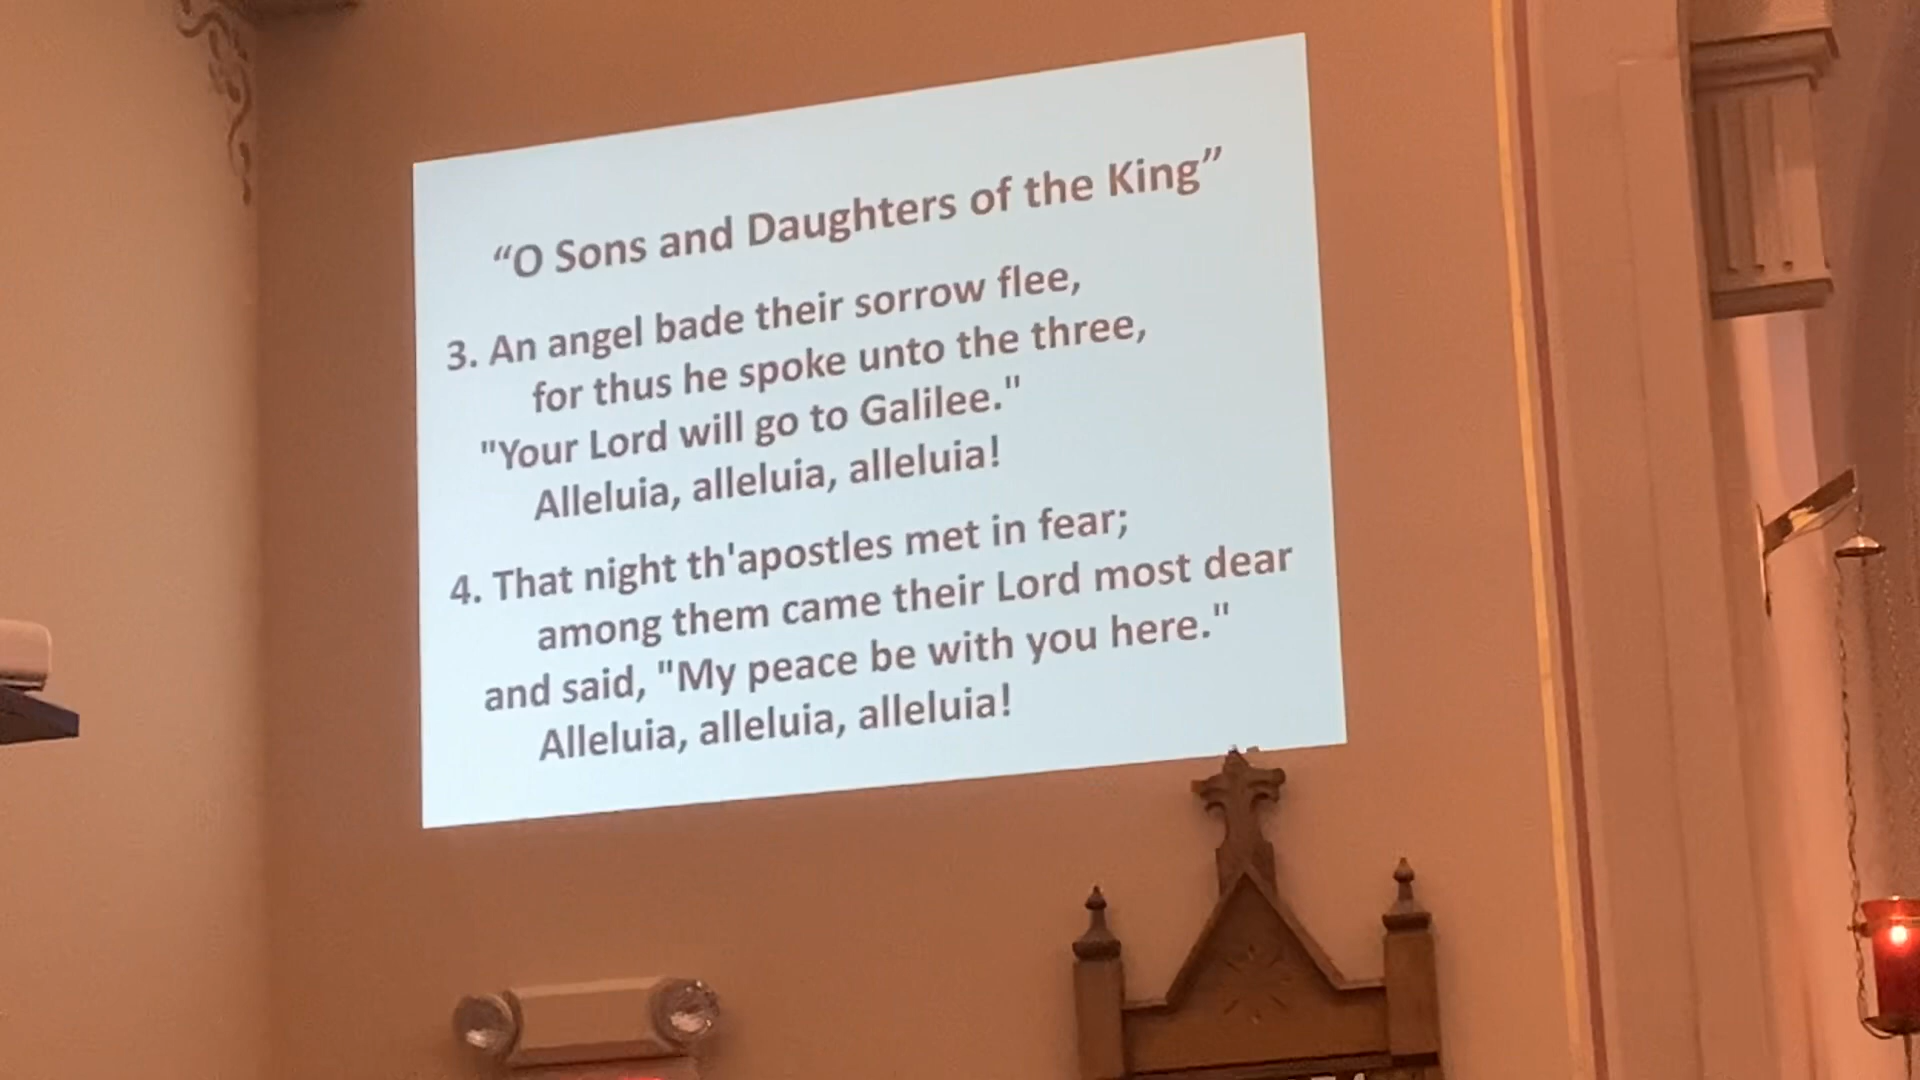 “O Sons and Daughters of the King”
3. An angel bade their sorrow flee,
for thus he spoke unto the three,
"Your Lord will go to Galilee."
Alleluia, alleluia, alleluia!
4. That night th'apostles met in fear;
among them came their Lord most dear
and said, "My peace be with you here."
Alleluia, alleluia, alleluia!